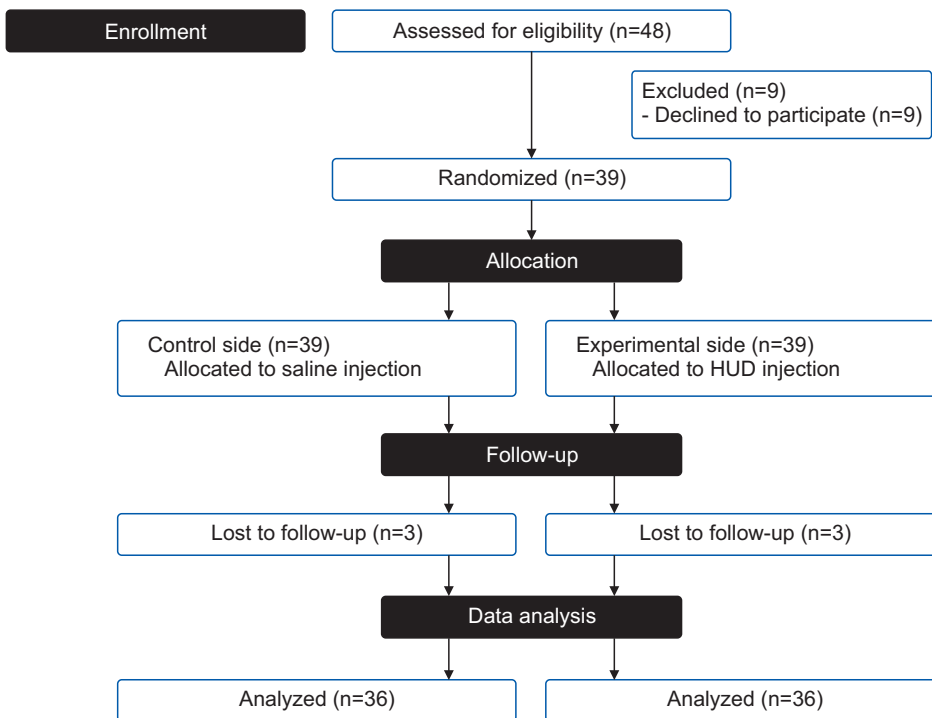 Enrollment
Assessed for eligibility (n=48)
Excluded (n=9)
- Declined to participate (n=9)
Randomized (n=39)
Allocation
Control side (n=39)
Allocated to saline injection
Experimental side (n=39)
Allocated to HUD injection
Follow-up
Lost to follow-up (n=3)
Lost to follow-up (n=3)
Data analysis
Analyzed (n=36)
Analyzed (n=36)